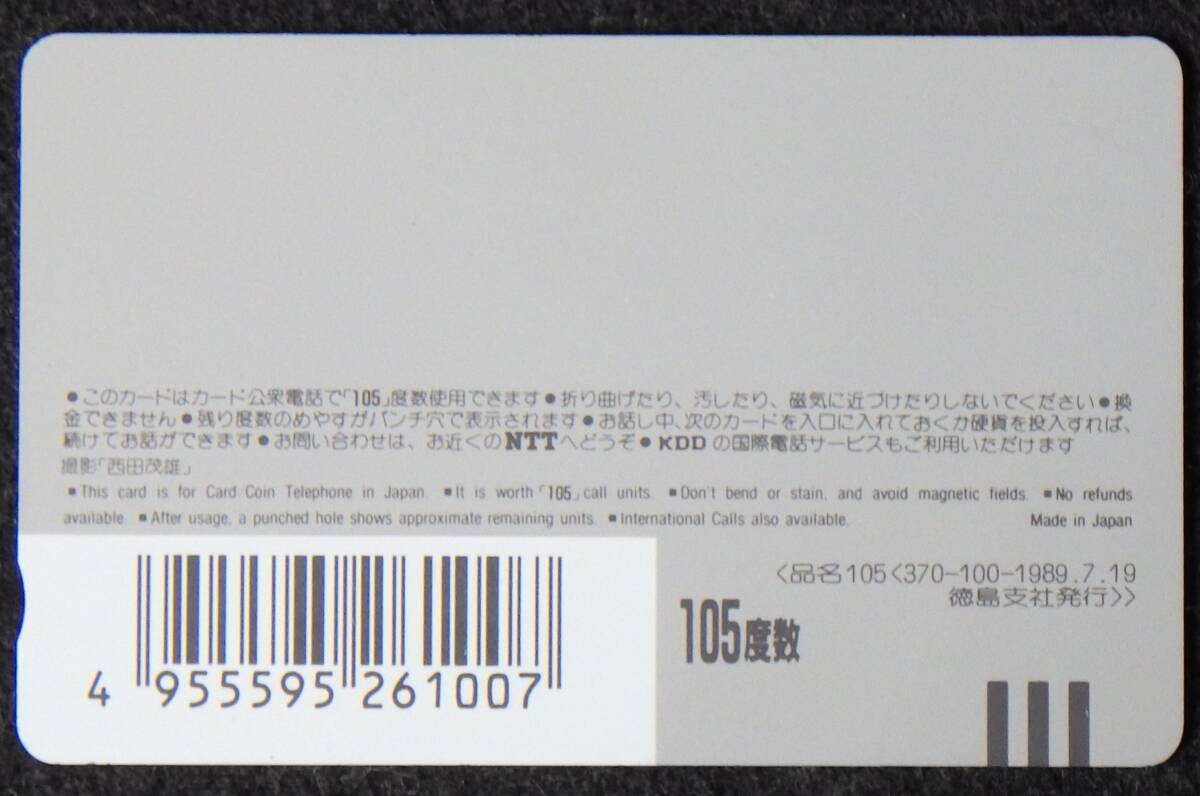 ●このカードはカード公衆電話で「105」度数使用できます●折り曲げたり、汚したり、磁気に近づけたりしないでください●換
金できません●残り度数のめやすがパンチ穴で表示されます●お話し中、次のカードを入口に入れておくか硬貨を投入すれば、
続けてお話ができます●お問い合わせは、お近くのNTTへどうぞ●KDDの国際電話サービスもご利用いただけます
撮影「西田茂雄」
■This card is for Card/Coin Telephone in Japan. ■It is worth「105」call units. ■Don't bend or stain, and avoid magnetic fields. ■No refunds
available. ■After usage, a punched hole shows approximate remaining units. ■International Calls also available. Made in Japan
〈品名105〈370-100-1989.7.19
徳島支社発行〉〉
105度数
4 955595 261007